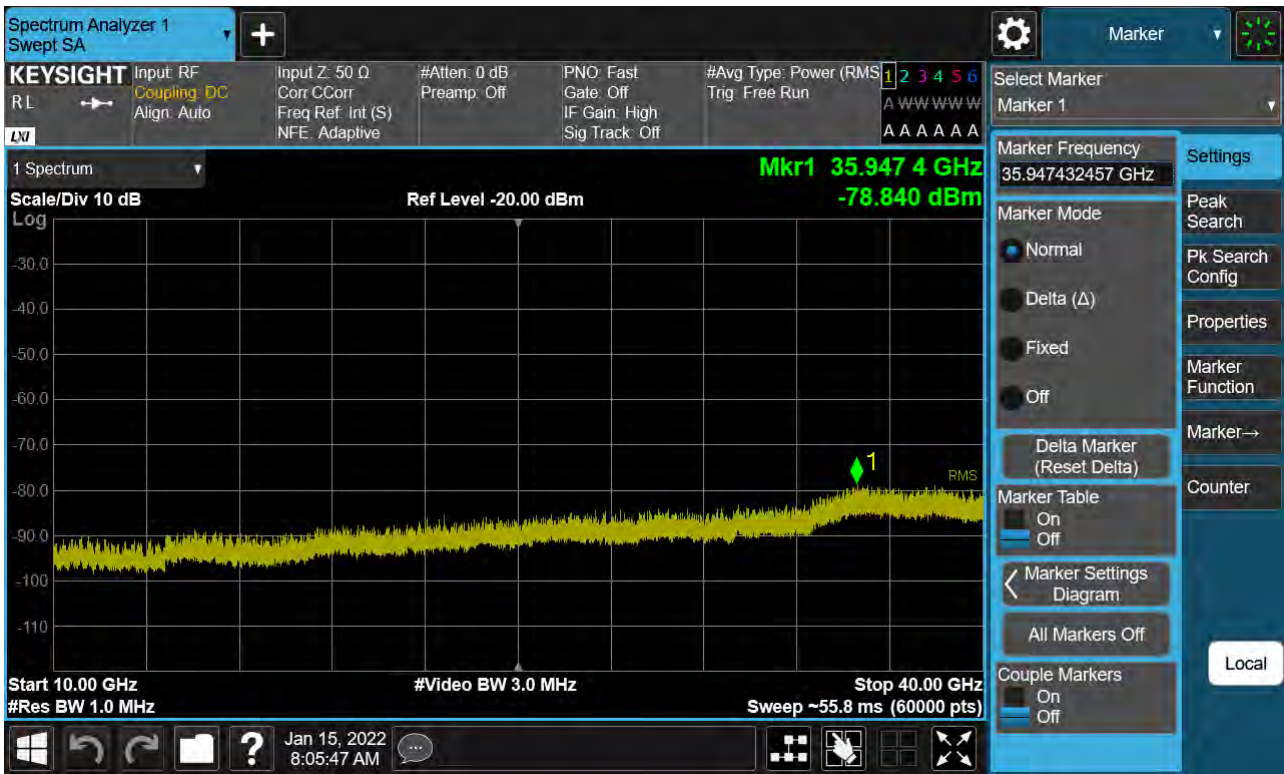 Spectrum Analyzer 1
Swept SA
Marker
KEYSIGHT
R L
LXI
Input: RF
Coupling: DC
Align: Auto
Input Z: 50 Ω
Corr CCorr
Freq Ref: Int (S)
NFE: Adaptive
#Atten: 0 dB
Preamp: Off
PNO: Fast
Gate: Off
IF Gain: High
Sig Track: Off
#Avg Type: Power (RMS
Trig: Free Run
1 2 3 4 5 6
A W W W W W
A A A A A A
Select Marker
Marker 1
1 Spectrum
Mkr1 35.947 4 GHz
-78.840 dBm
Scale/Div 10 dB
Ref Level -20.00 dBm
Log
-30.0
-40.0
-50.0
-60.0
-70.0
-80.0
-90.0
-100
-110
1
RMS
Start 10.00 GHz
#Video BW 3.0 MHz
Stop 40.00 GHz
#Res BW 1.0 MHz
Sweep ~55.8 ms (60000 pts)
Marker Frequency
35.947432457 GHz
Marker Mode
Normal
Delta (Δ)
Fixed
Off
Delta Marker
(Reset Delta)
Marker Table
On
Off
Marker Settings
Diagram
All Markers Off
Couple Markers
On
Off
Settings
Peak
Search
Pk Search
Config
Properties
Marker
Function
Marker→
Counter
Local
?
Jan 15, 2022
8:05:47 AM